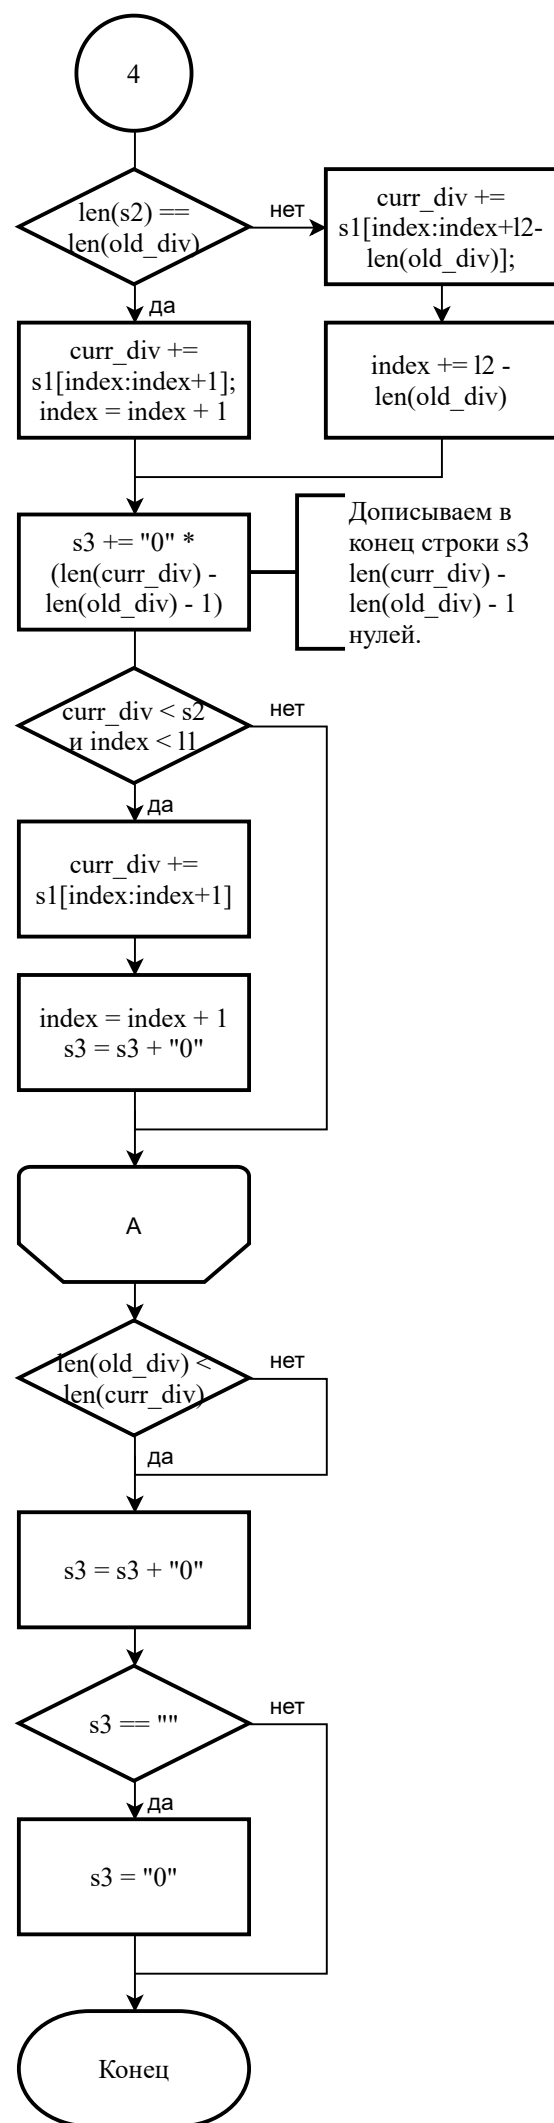 4
len(s2) ==
len(old_div)
нет
curr_div +=
s1[index:index+l2-
len(old_div)];
да
curr_div +=
s1[index:index+1];
index = index + 1
index += l2 -
len(old_div)
s3 += "0" *
(len(curr_div) -
len(old_div) - 1)
Дописываем в
конец строки s3
len(curr_div) -
len(old_div) - 1
нулей.
curr_div < s2
и index < l1
нет
да
curr_div +=
s1[index:index+1]
index = index + 1
s3 = s3 + "0"
A
len(old_div) <
len(curr_div)
нет
да
s3 = s3 + "0"
s3 == ""
нет
да
s3 = "0"
Конец